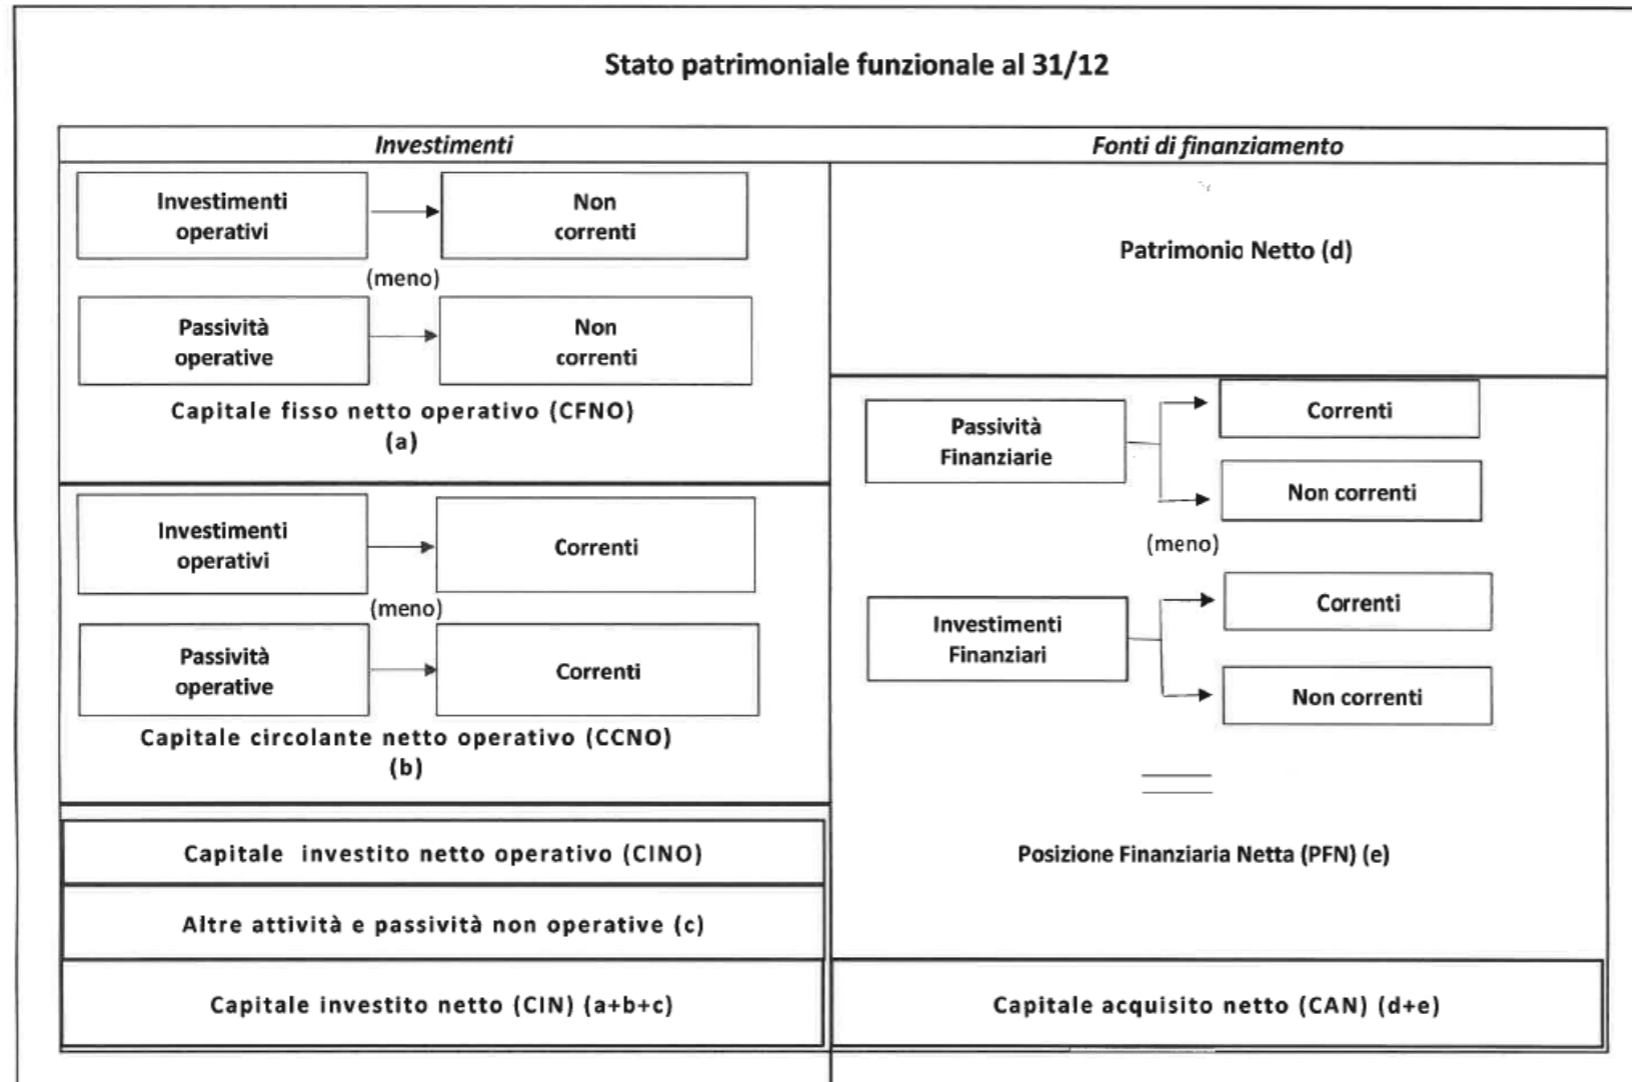 Stato patrimoniale funzionale al 31/12
Investimenti
Fonti di finanziamento
Investimenti
operativi
Non
correnti
(meno)
Passività
operative
Non
correnti
Capitale fisso netto operativo (CFNO)
(a)
Investimenti
operativi
Correnti
(meno)
Passività
operative
Correnti
Capitale circolante netto operativo (CCNO)
(b)
Capitale investito netto operativo (CINO)
Altre attività e passività non operative (c)
Capitale investito netto (CIN) (a+b+c)
Patrimonio Netto (d)
Passività
Finanziarie
Correnti
Non correnti
(meno)
Investimenti
Finanziari
Correnti
Non correnti
Posizione Finanziaria Netta (PFN) (e)
Capitale acquisito netto (CAN) (d+e)